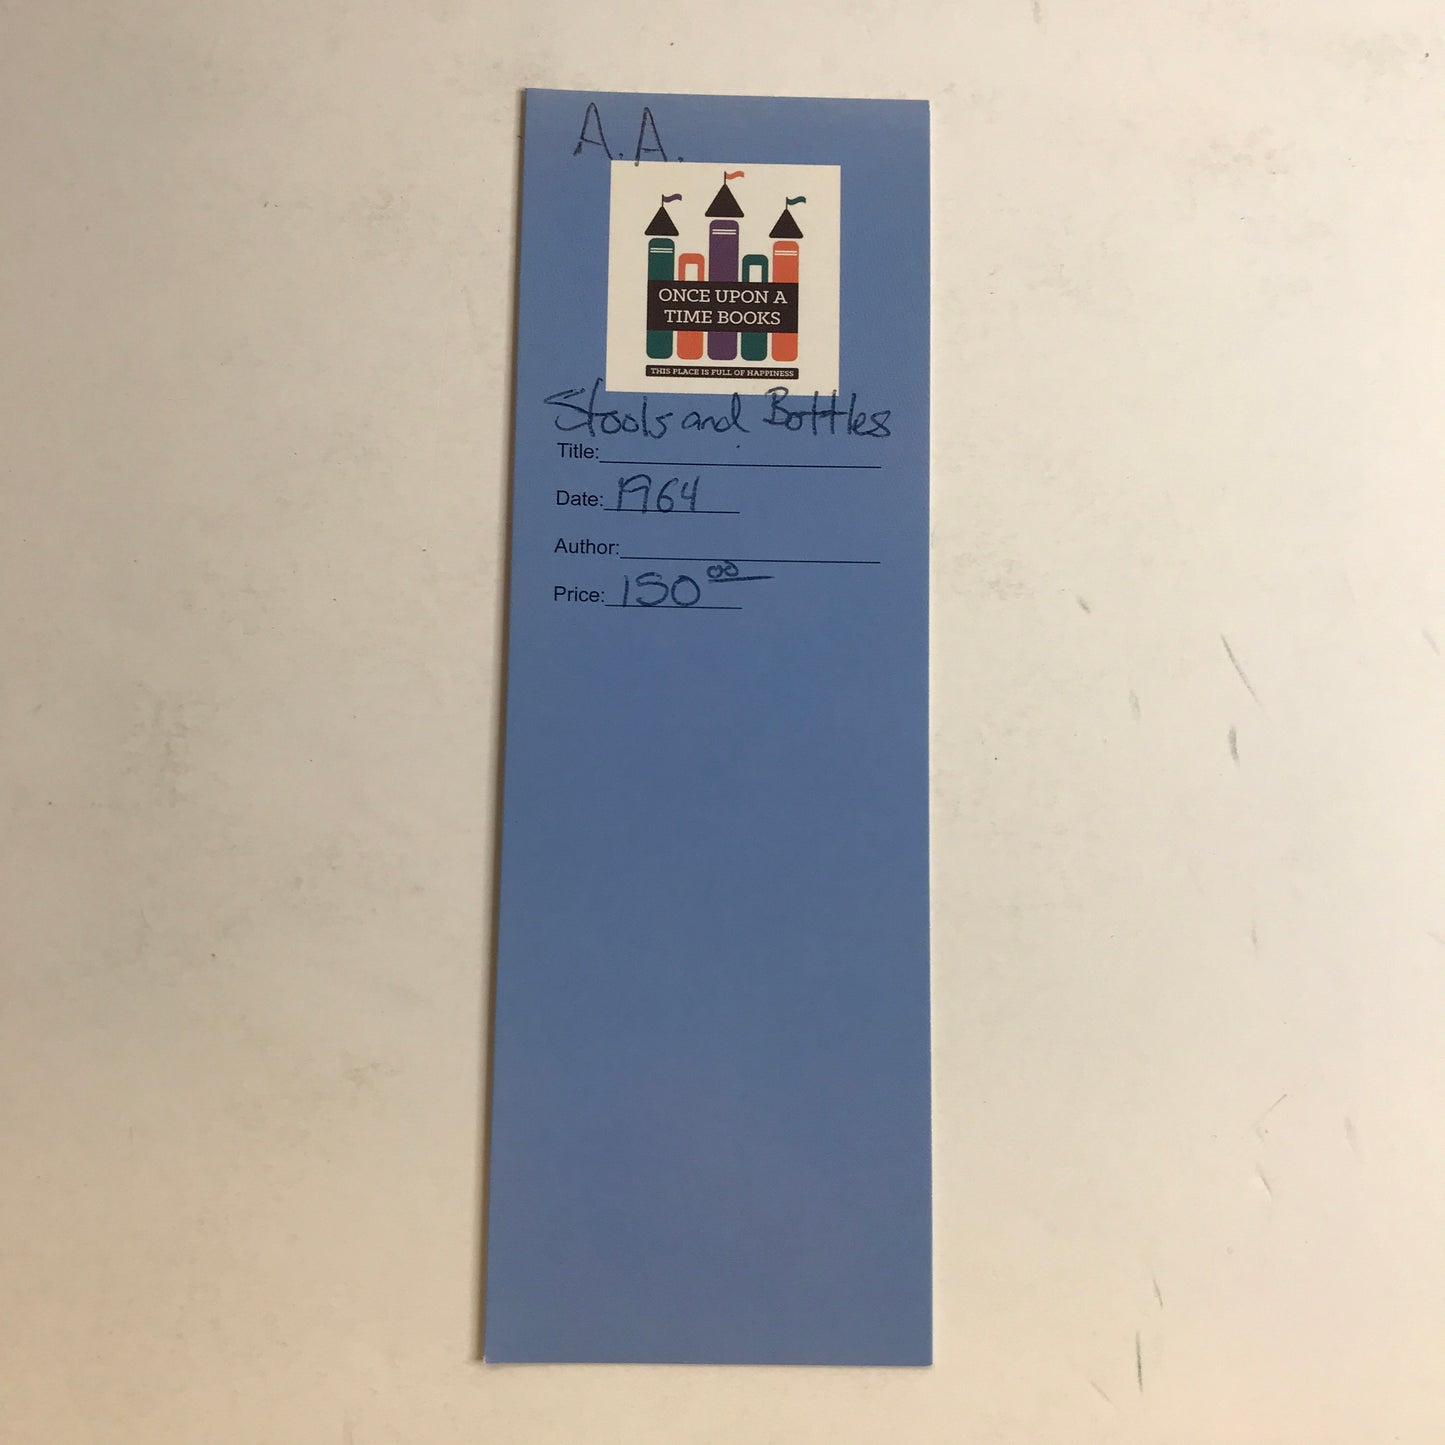 A.A.
ONCE UPON A
TIME BOOKS
THIS PLACE IS FULL OF HAPPINESS
Stools and Bottles
Title:
Date: 1964
Author:
Price: 150 00